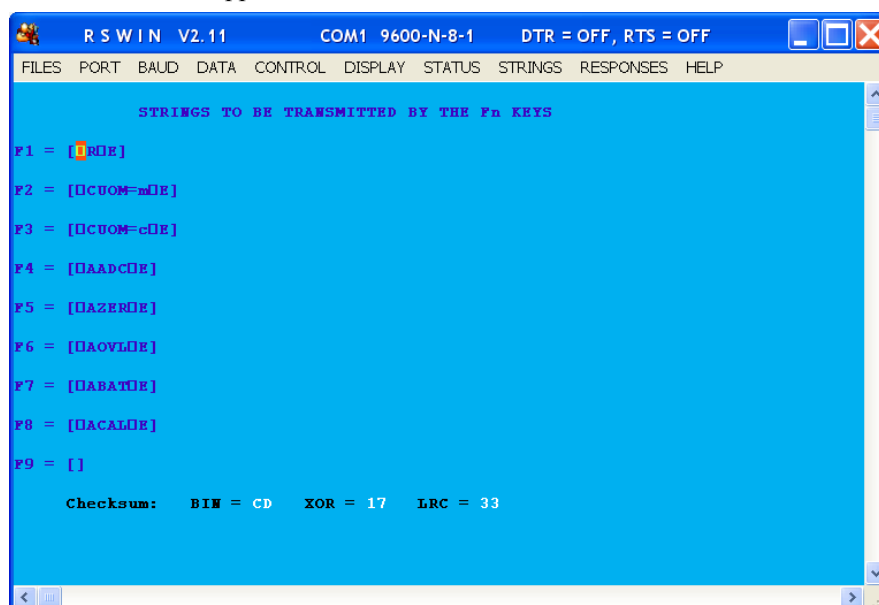 RSWIN V2.11 COM1 9600-N-8-1 DTR = OFF, RTS = OFF
FILES PORT BAUD DATA CONTROL DISPLAY STATUS STRINGS RESPONSES HELP
STRINGS TO BE TRANSMITTED BY THE Fn KEYS
F1 = [▯R▯E]
F2 = [▯CUOM=m▯E]
F3 = [▯CUOM=c▯E]
F4 = [▯AADC▯E]
F5 = [▯AZER▯E]
F6 = [▯AOVL▯E]
F7 = [▯ABAT▯E]
F8 = [▯ACAL▯E]
F9 = []
Checksum: BIN = CD XOR = 17 LRC = 33